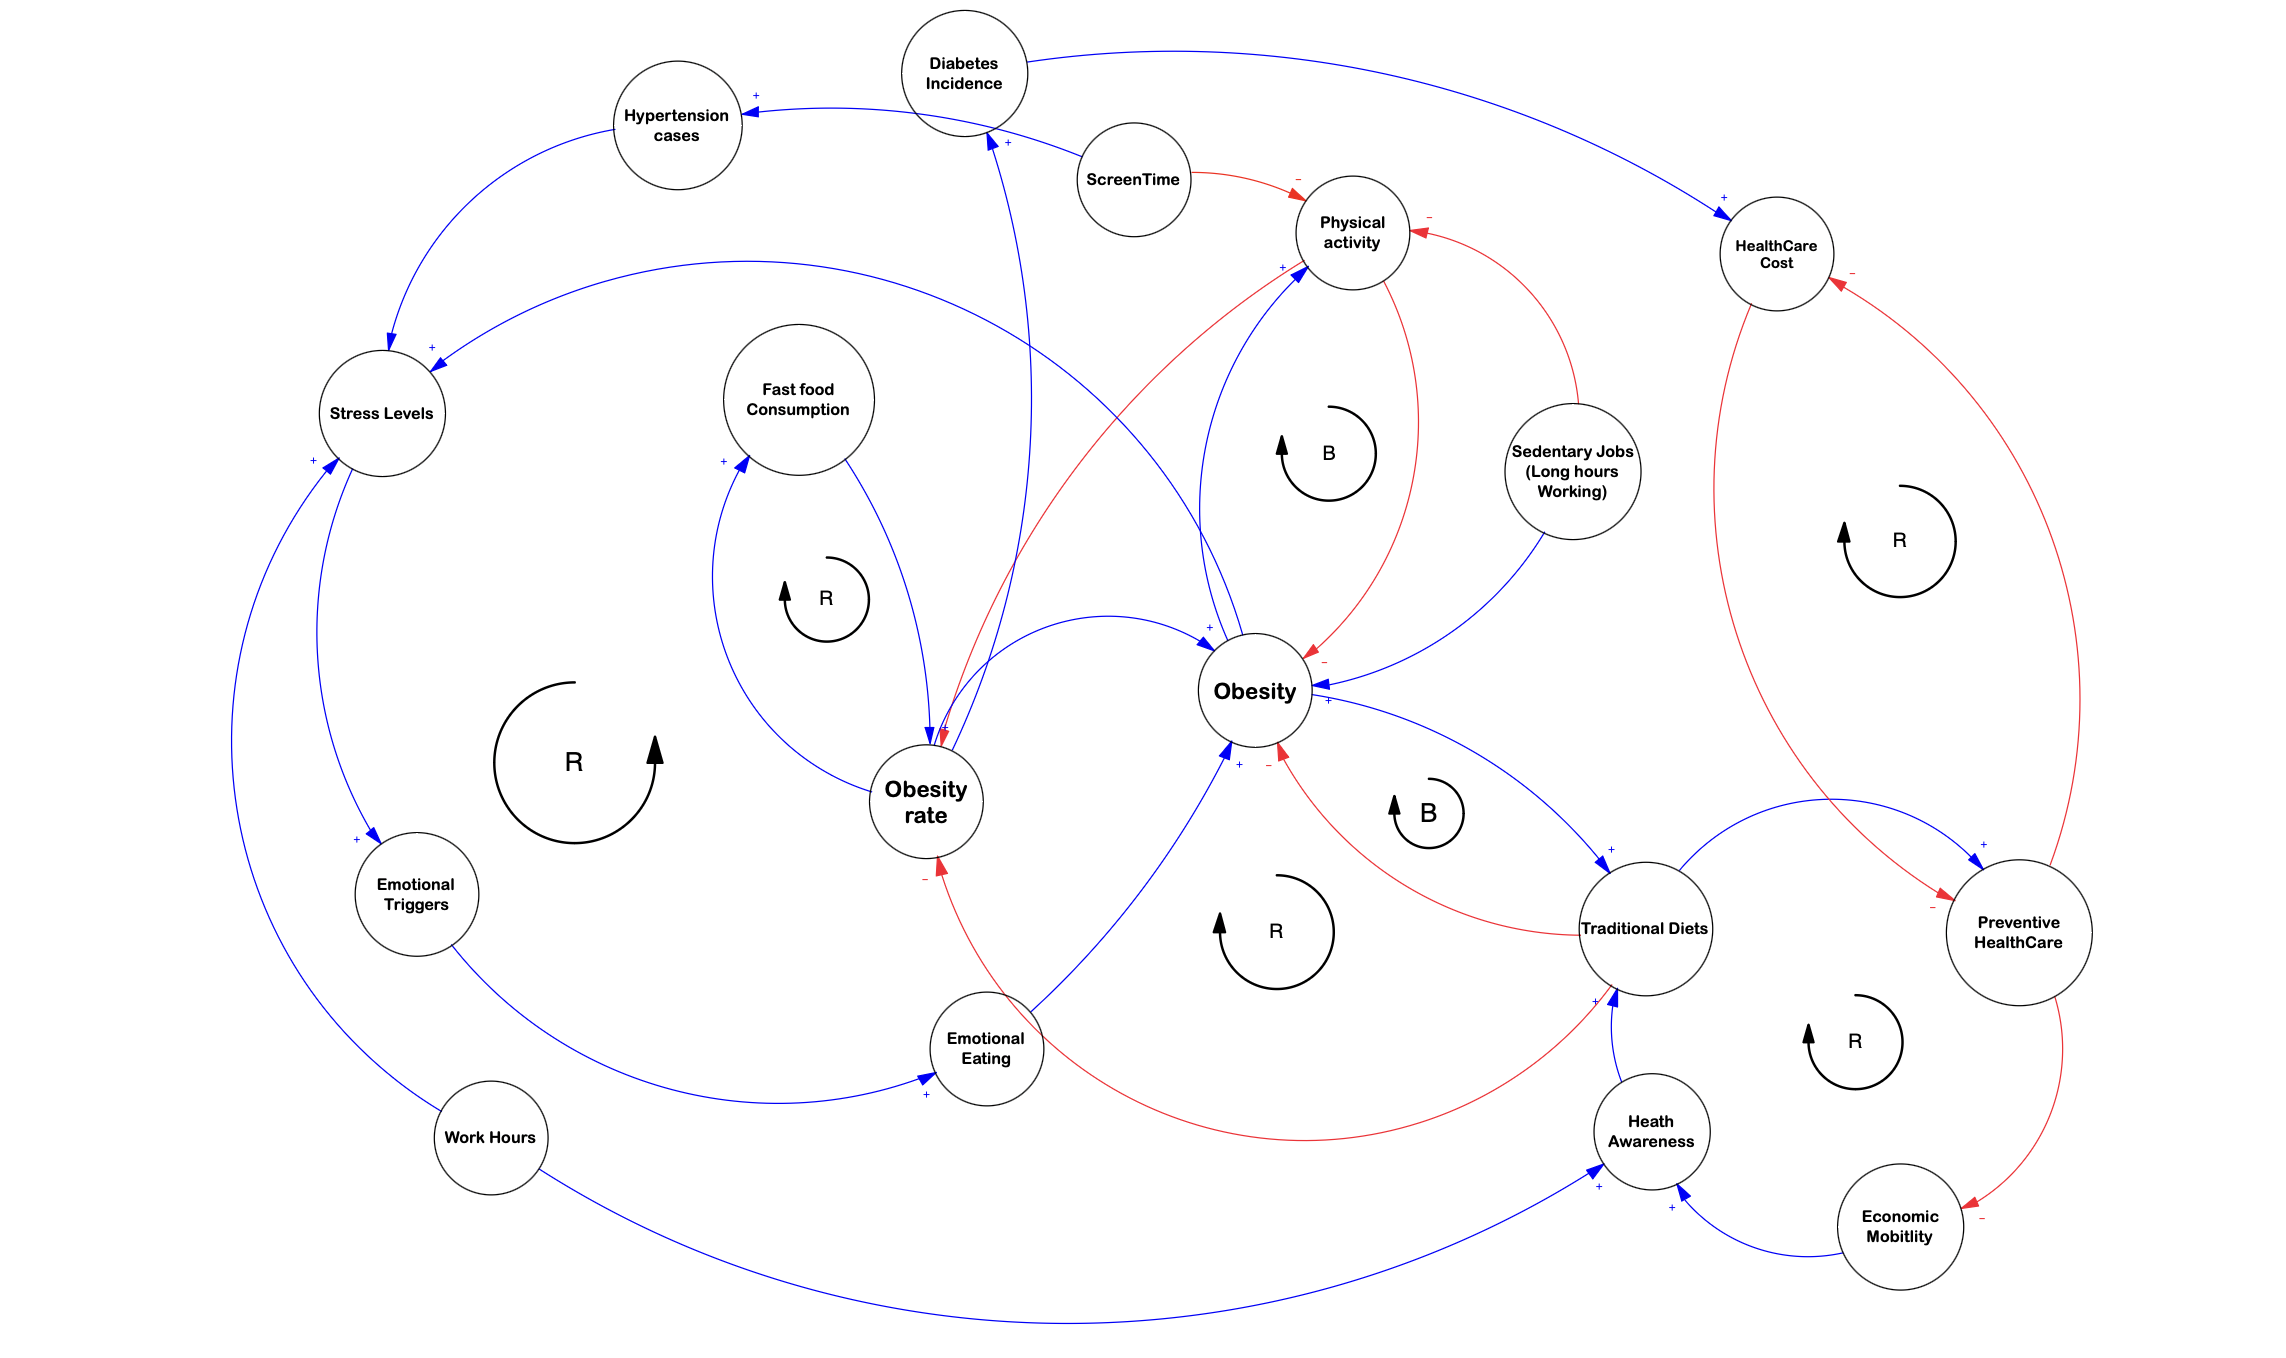 Diabetes
Incidence
Hypertension
cases
+
+
ScreenTime
-
Physical
activity
+
-
+
HealthCare
Cost
-
+
Stress Levels
+
Fast food
Consumption
+
B
Sedentary Jobs
(Long hours
Working)
R
R
R
+
Obesity
-
+
+
Obesity
rate
-
+
-
B
+
Traditional Diets
+
-
Preventive
HealthCare
+
Emotional
Triggers
R
+
Emotional
Eating
+
R
Heath
Awareness
Work Hours
+
+
Economic
Mobitlity
-